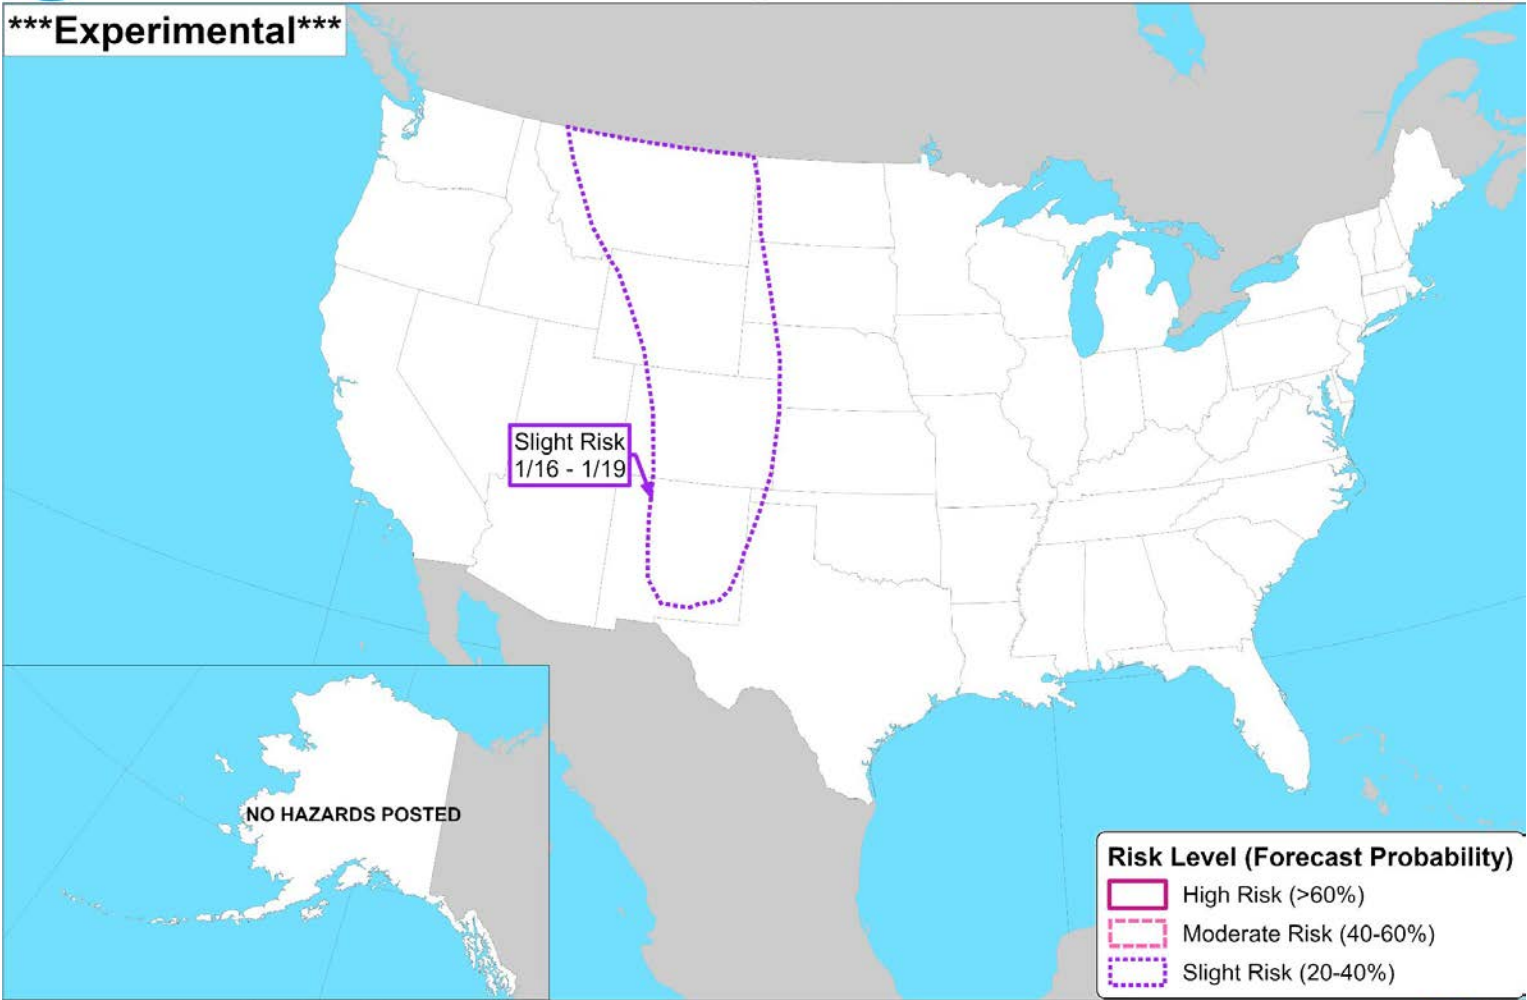 ***Experimental***
Slight Risk
1/16 - 1/19
NO HAZARDS POSTED
Risk Level (Forecast Probability)
High Risk (>60%)
Moderate Risk (40-60%)
Slight Risk (20-40%)